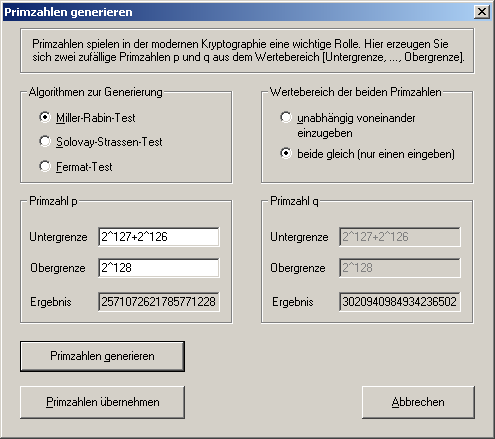 Primzahlen generieren
Primzahlen spielen in der modernen Kryptographie eine wichtige Rolle. Hier erzeugen Sie
sich zwei zufällige Primzahlen p und q aus dem Wertebereich [Untergrenze, ..., Obergrenze].
Algorithmen zur Generierung
Miller-Rabin-Test
Solovay-Strassen-Test
Fermat-Test
Wertebereich der beiden Primzahlen
unabhängig voneinander
einzugeben
beide gleich (nur einen eingeben)
Primzahl p
Untergrenze 2^127+2^126
Obergrenze 2^128
Ergebnis 2571072621785771228
Primzahl q
Untergrenze 2^127+2^126
Obergrenze 2^128
Ergebnis 3020940984934236502
Primzahlen generieren
Primzahlen übernehmen
Abbrechen